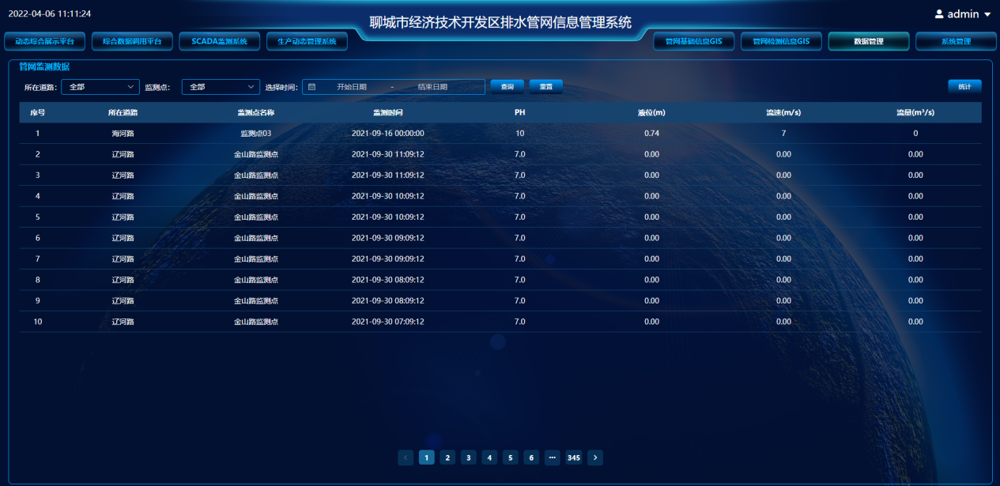 2022-04-06 11:11:24
聊城市经济技术开发区排水管网信息管理系统
admin
动态综合展示平台 综合数据调用平台 SCADA监测系统 生产动态管理系统 管网基础信息GIS 管网检测信息GIS 数据管理 系统管理
管网监测数据
所在道路: 全部 监测点: 全部 选择时间: 开始日期 - 结束日期 查询 重置 统计
序号 所在道路 监测点名称 监测时间 PH 液位(m) 流速(m/s) 流量(m³/s)
1 海河路 监测点03 2021-09-16 00:00:00 10 0.74 7 0
2 辽河路 金山路监测点 2021-09-30 11:09:12 7.0 0.00 0.00 0.00
3 辽河路 金山路监测点 2021-09-30 11:09:12 7.0 0.00 0.00 0.00
4 辽河路 金山路监测点 2021-09-30 10:09:12 7.0 0.00 0.00 0.00
5 辽河路 金山路监测点 2021-09-30 10:09:12 7.0 0.00 0.00 0.00
6 辽河路 金山路监测点 2021-09-30 09:09:12 7.0 0.00 0.00 0.00
7 辽河路 金山路监测点 2021-09-30 09:09:12 7.0 0.00 0.00 0.00
8 辽河路 金山路监测点 2021-09-30 08:09:12 7.0 0.00 0.00 0.00
9 辽河路 金山路监测点 2021-09-30 08:09:12 7.0 0.00 0.00 0.00
10 辽河路 金山路监测点 2021-09-30 07:09:12 7.0 0.00 0.00 0.00
< 1 2 3 4 5 6 ··· 345 >